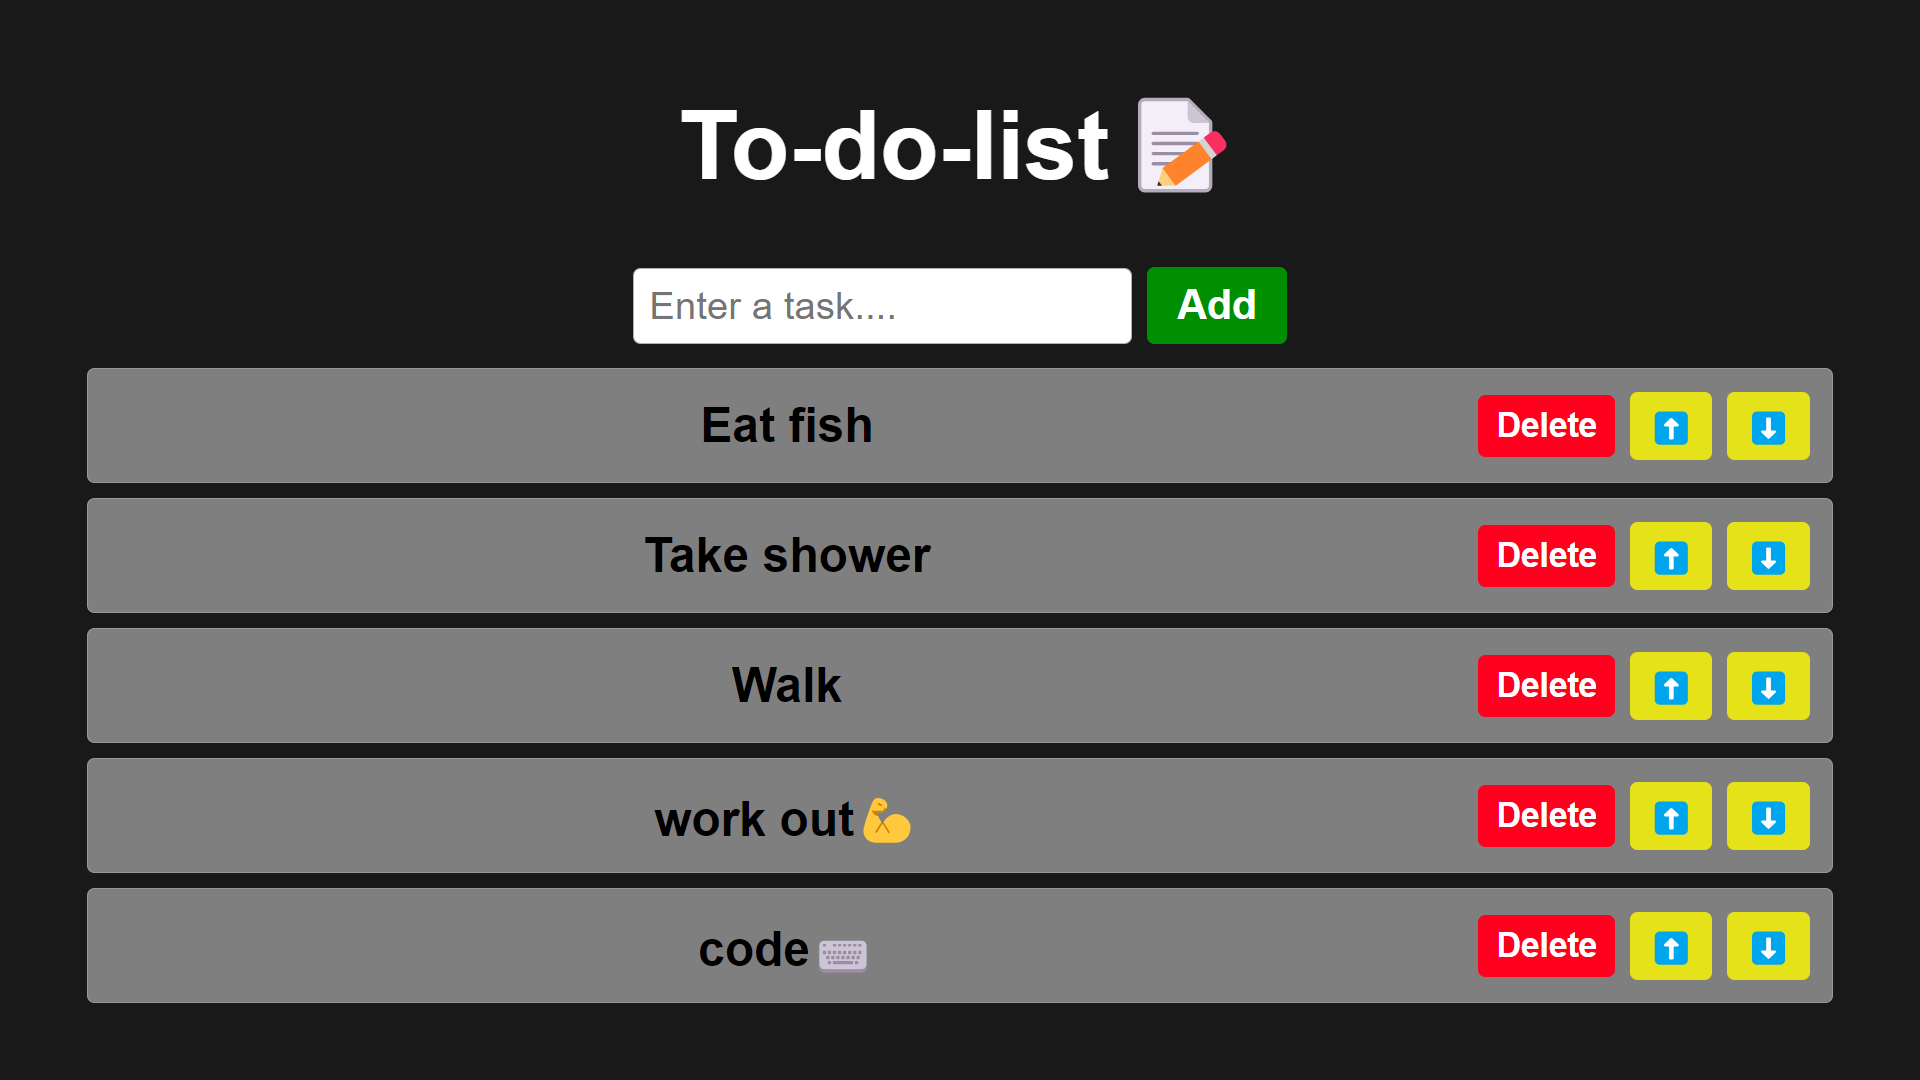 To-do-list 📝
Enter a task....
Add
Eat fish
Delete ⬆️ ⬇️
Take shower
Delete ⬆️ ⬇️
Walk
Delete ⬆️ ⬇️
work out💪
Delete ⬆️ ⬇️
code⌨️
Delete ⬆️ ⬇️